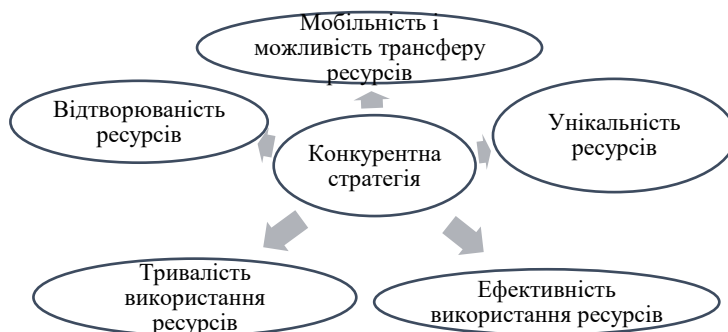 Мобільність і
можливість трансферу
ресурсів
Відтворюваність
ресурсів
Унікальність
ресурсів
Конкурентна
стратегія
Тривалість
використання
ресурсів
Ефективність
використання ресурсів